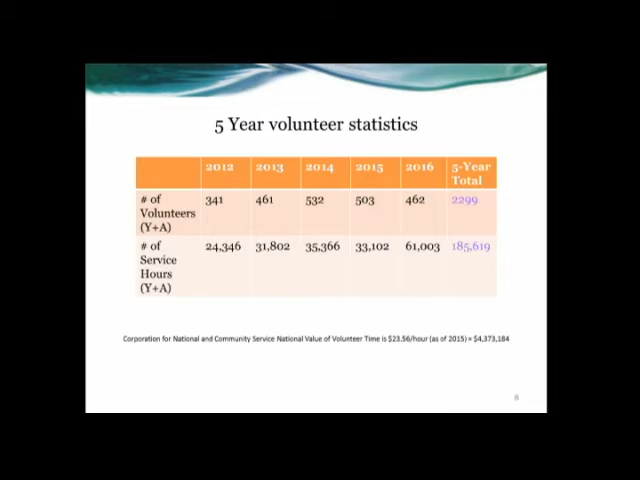 5 Year volunteer statistics
2012 2013 2014 2015 2016 5-Year
Total
# of
Volunteers
(Y+A) 341 461 532 503 462 2299
# of
Service
Hours
(Y+A) 24,346 31,802 35,366 33,102 61,003 185,619
Corporation for National and Community Service National Value of Volunteer Time is $23.56/hour (as of 2015) = $4,373,184
8